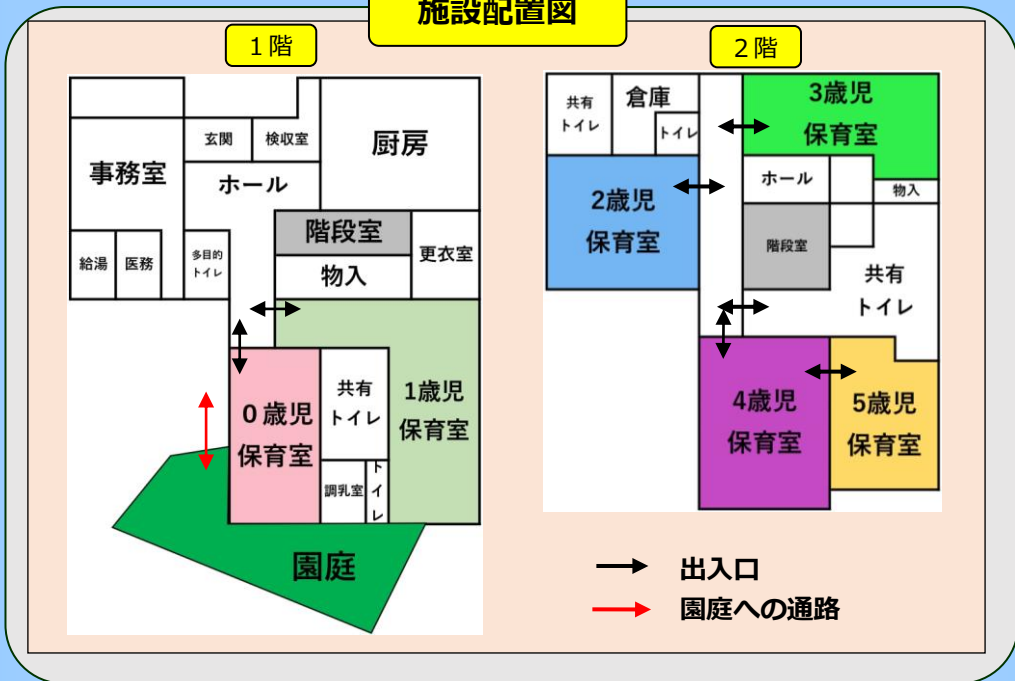 施設配置図
１階
２階
玄関
検収室
厨房
事務室
ホール
階段室
更衣室
給湯
医務
多目的
トイレ
物入
０歳児
保育室
共有
トイレ
1歳児
保育室
調乳室
トイレ
園庭
共有
トイレ
倉庫
トイレ
3歳児
保育室
2歳児
保育室
ホール
物入
階段室
共有
トイレ
4歳児
保育室
5歳児
保育室
出入口
園庭への通路